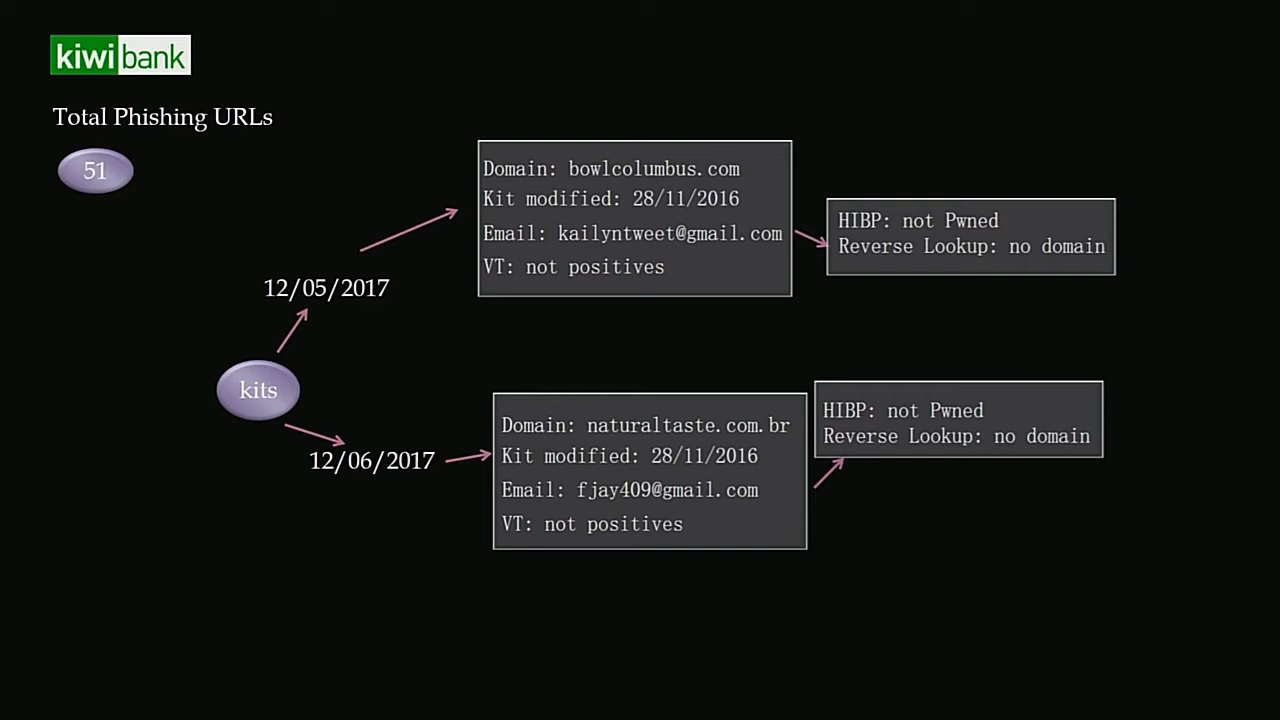 kiwibank
Total Phishing URLs
51
Domain: bowlcolumbus.com
Kit modified: 28/11/2016
Email: kailyntweet@gmail.com
VT: not positives
HIBP: not Pwned
Reverse Lookup: no domain
12/05/2017
kits
12/06/2017
Domain: naturaltaste.com.br
Kit modified: 28/11/2016
Email: fjay409@gmail.com
VT: not positives
HIBP: not Pwned
Reverse Lookup: no domain